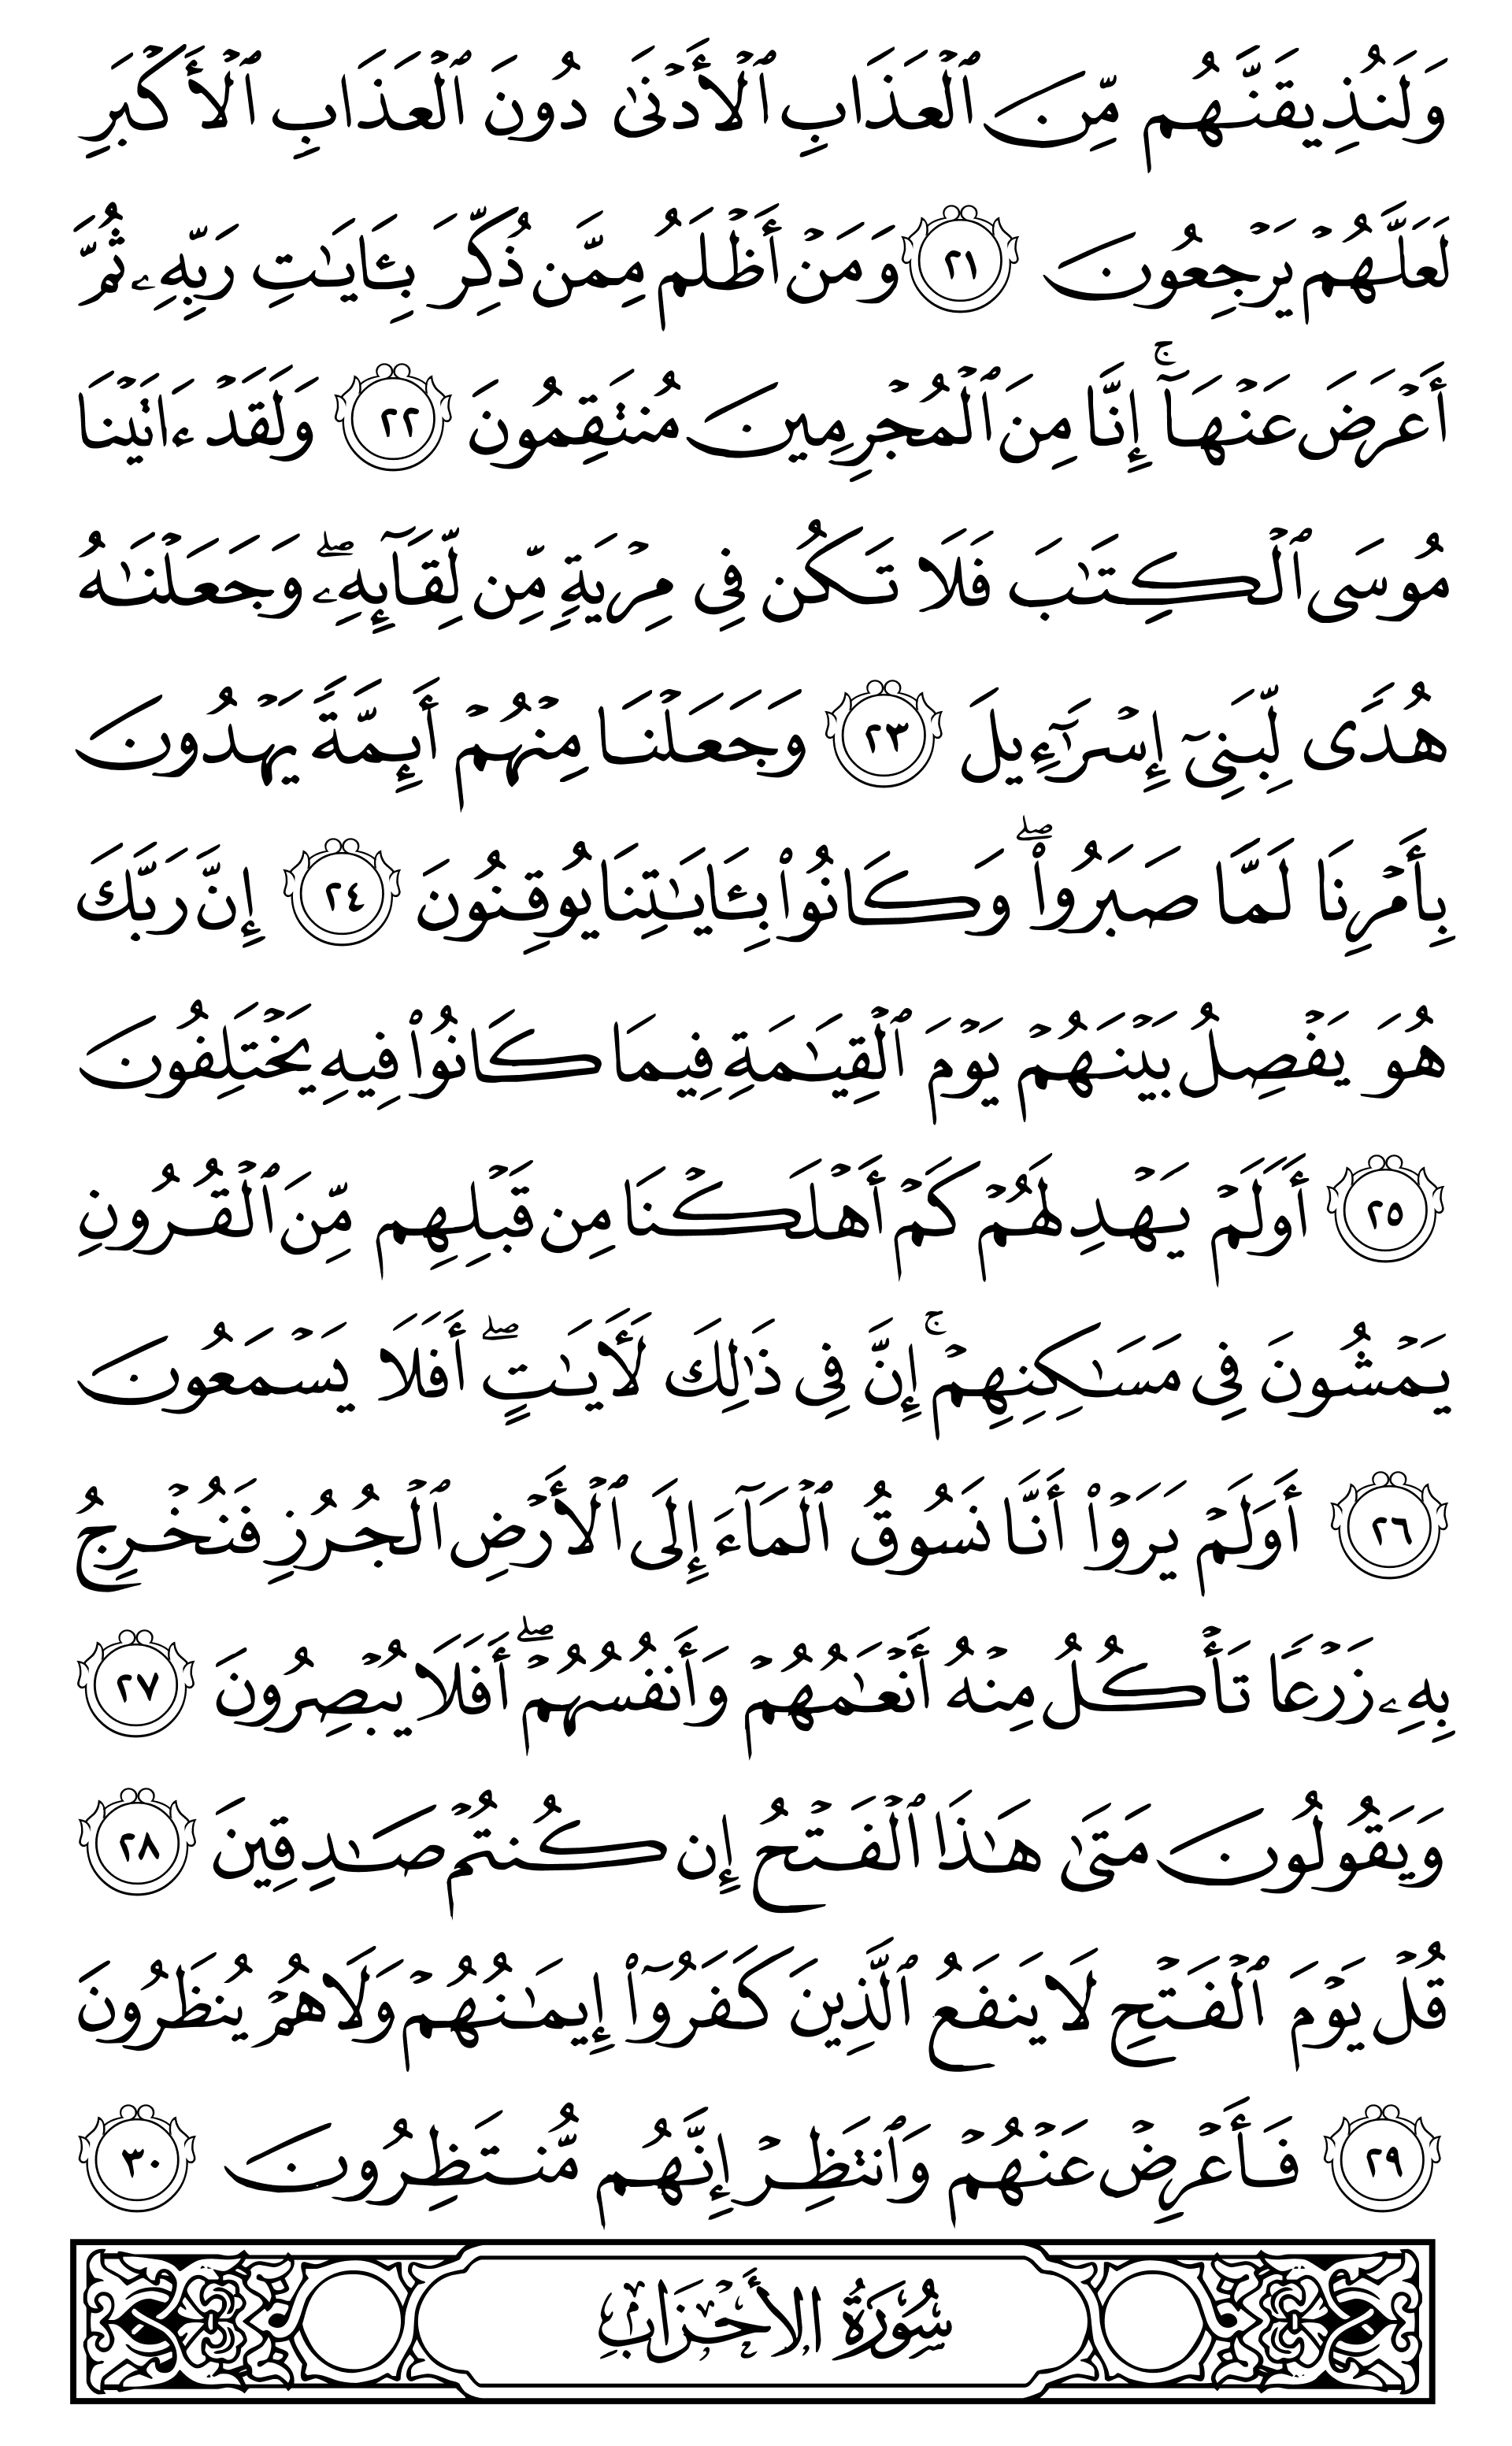 وَلَنُذِيقَنَّهُم مِّنَ ٱلْعَذَابِ ٱلْأَدْنَىٰ دُونَ ٱلْعَذَابِ ٱلْأَكْبَرِ
لَعَلَّهُمْ يَرْجِعُونَ ٢١ وَمَنْ أَظْلَمُ مِمَّن ذُكِّرَ بِـَٔايَـٰتِ رَبِّهِۦ ثُمَّ
أَعْرَضَ عَنْهَآ ۚ إِنَّا مِنَ ٱلْمُجْرِمِينَ مُنتَقِمُونَ ٢٢ وَلَقَدْ ءَاتَيْنَا
مُوسَى ٱلْكِتَـٰبَ فَلَا تَكُن فِى مِرْيَةٍ مِّن لِّقَآئِهِۦ ۖ وَجَعَلْنَـٰهُ
هُدًى لِّبَنِىٓ إِسْرَٰٓءِيلَ ٢٣ وَجَعَلْنَا مِنْهُمْ أَئِمَّةً يَهْدُونَ
بِأَمْرِنَا لَمَّا صَبَرُوا۟ ۖ وَكَانُوا۟ بِـَٔايَـٰتِنَا يُوقِنُونَ ٢٤ إِنَّ رَبَّكَ
هُوَ يَفْصِلُ بَيْنَهُمْ يَوْمَ ٱلْقِيَـٰمَةِ فِيمَا كَانُوا۟ فِيهِ يَخْتَلِفُونَ
٢٥ أَوَلَمْ يَهْدِ لَهُمْ كَمْ أَهْلَكْنَا مِن قَبْلِهِم مِّنَ ٱلْقُرُونِ
يَمْشُونَ فِى مَسَـٰكِنِهِمْ ۚ إِنَّ فِى ذَٰلِكَ لَـَٔايَـٰتٍ ۖ أَفَلَا يَسْمَعُونَ
٢٦ أَوَلَمْ يَرَوْا۟ أَنَّا نَسُوقُ ٱلْمَآءَ إِلَى ٱلْأَرْضِ ٱلْجُرُزِ فَنُخْرِجُ
بِهِۦ زَرْعًا تَأْكُلُ مِنْهُ أَنْعَـٰمُهُمْ وَأَنفُسُهُمْ ۖ أَفَلَا يُبْصِرُونَ ٢٧
وَيَقُولُونَ مَتَىٰ هَـٰذَا ٱلْفَتْحُ إِن كُنتُمْ صَـٰدِقِينَ ٢٨
قُلْ يَوْمَ ٱلْفَتْحِ لَا يَنفَعُ ٱلَّذِينَ كَفَرُوٓا۟ إِيمَـٰنُهُمْ وَلَا هُمْ يُنظَرُونَ
٢٩ فَأَعْرِضْ عَنْهُمْ وَٱنتَظِرْ إِنَّهُم مُّنتَظِرُونَ ٣٠
سُورَةُ الأَحْزَابِ